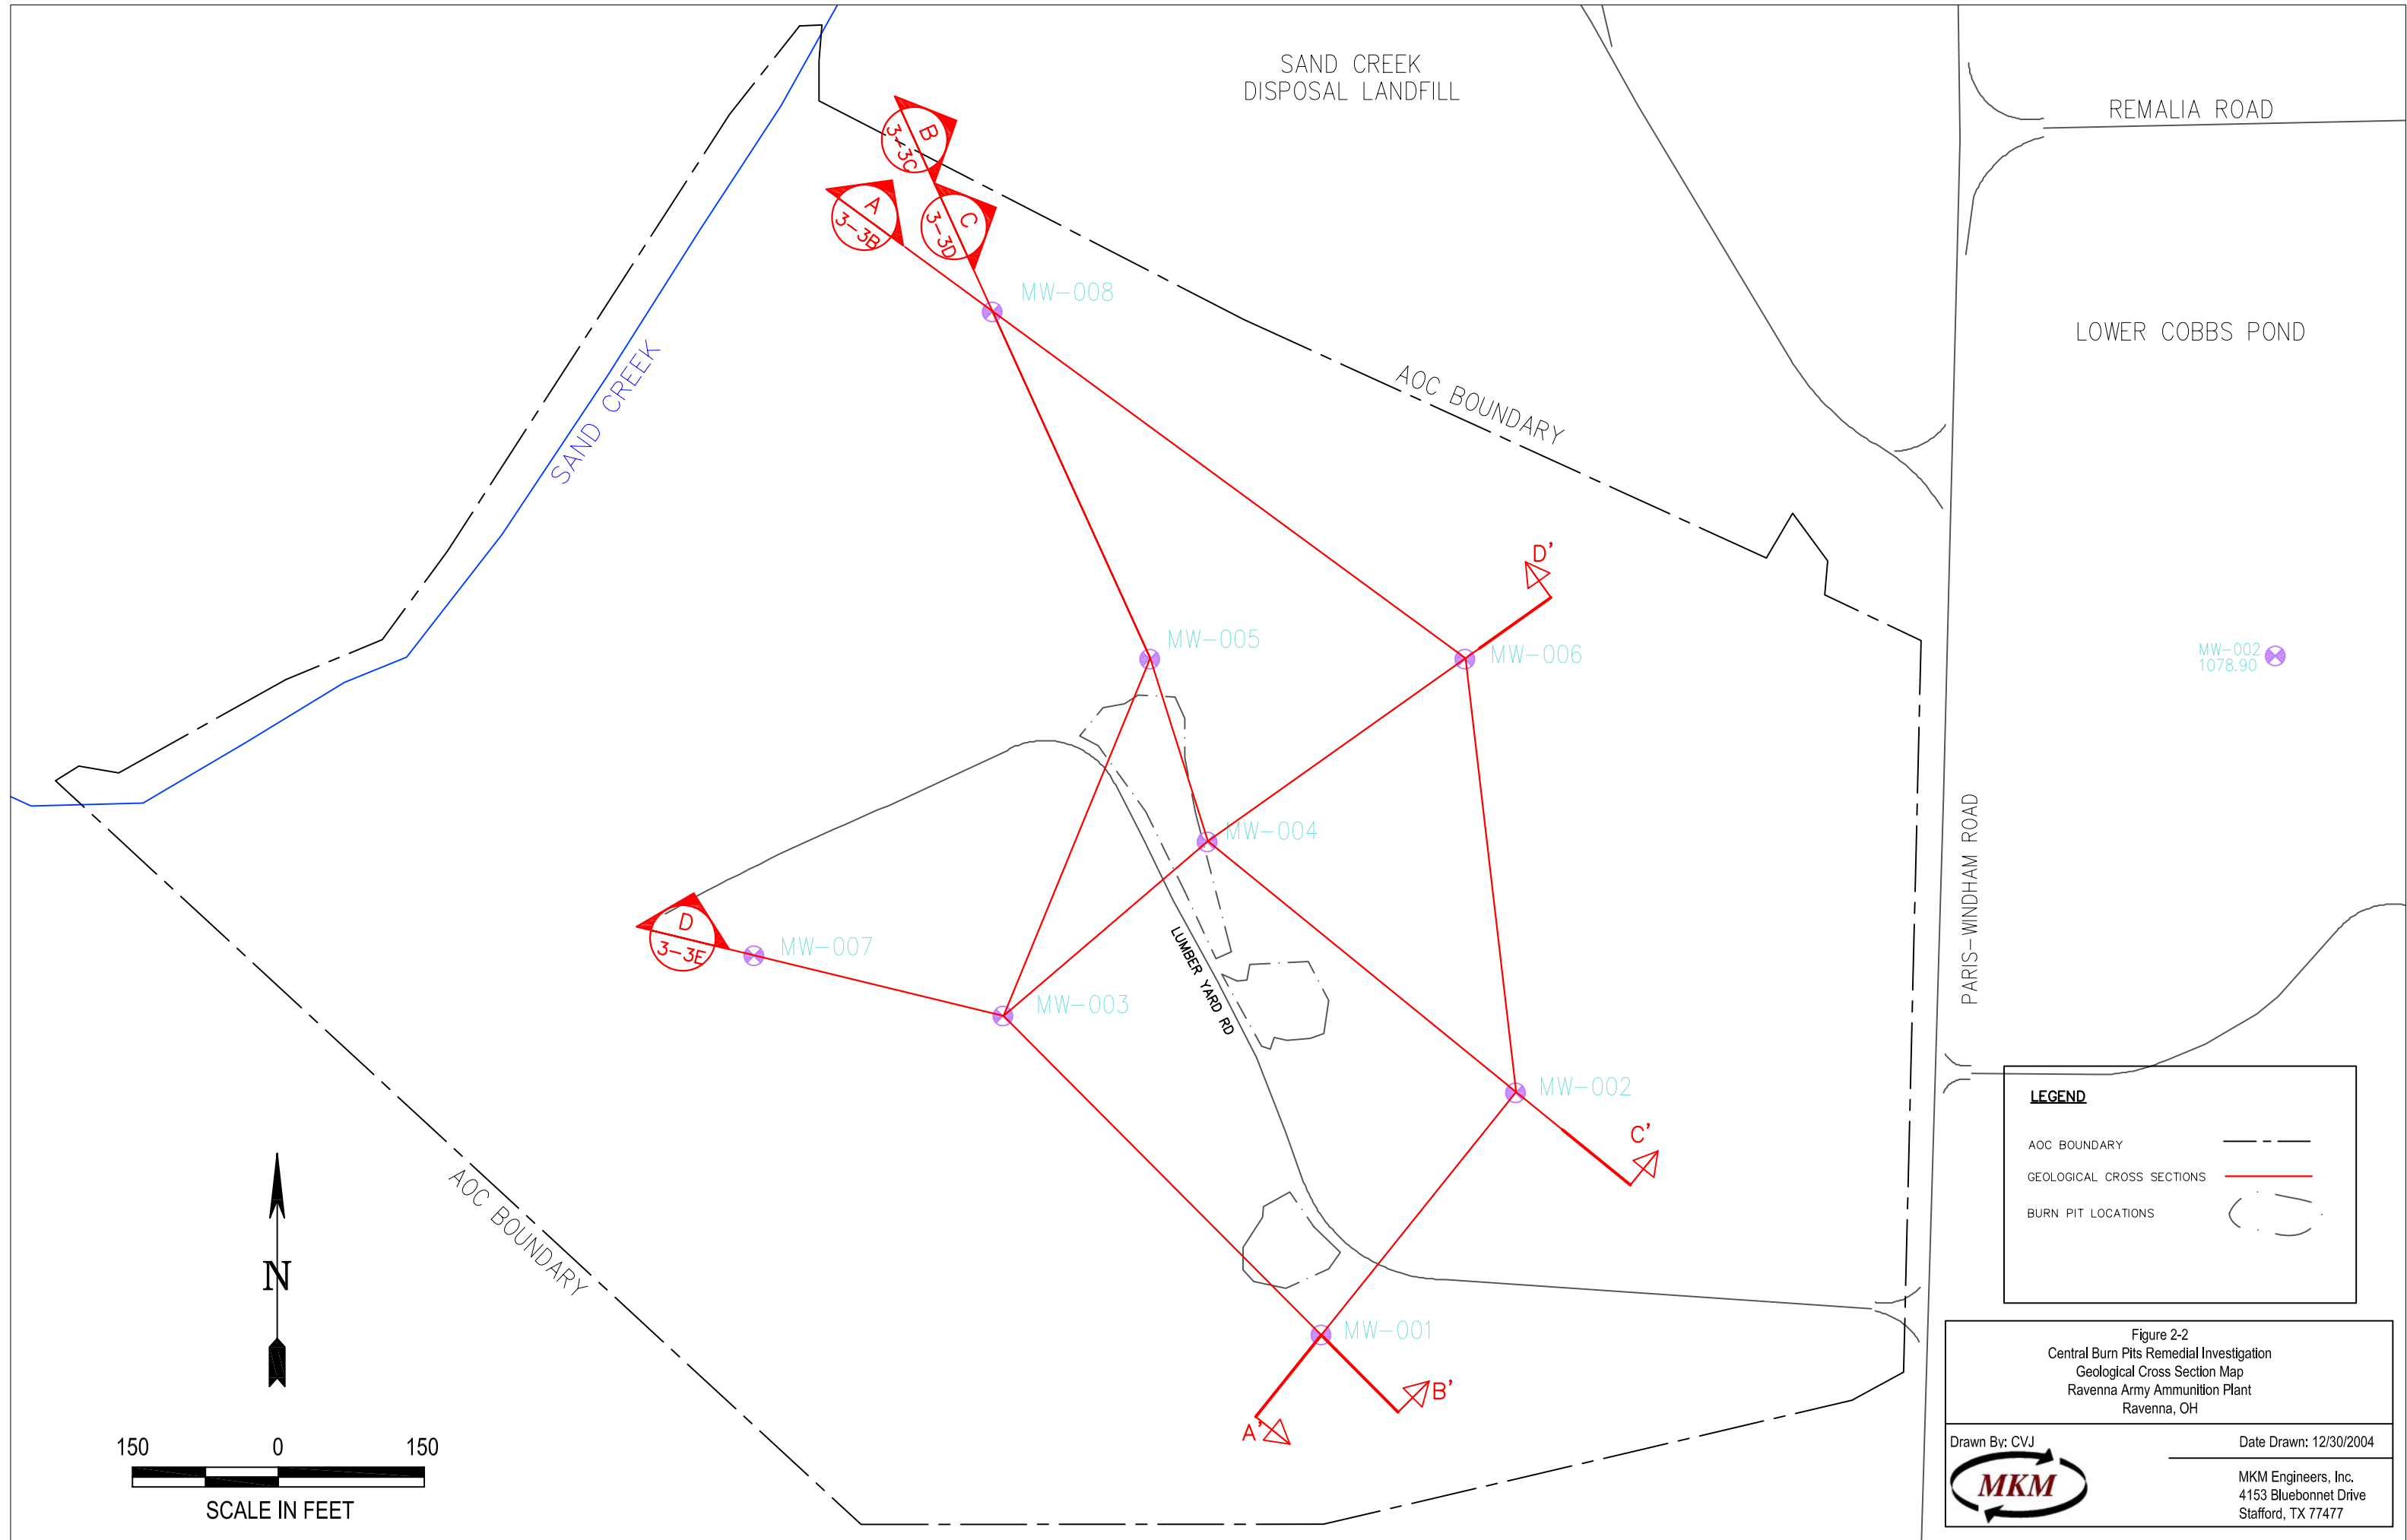 SAND CREEK
DISPOSAL LANDFILL
REMALIA ROAD
B
3-3C
A
3-3B
C
3-3D
MW-008
LOWER COBBS POND
SAND CREEK
AOC BOUNDARY
D'
MW-005
MW-006
MW-002
1078.90
MW-004
PARIS-WINDHAM ROAD
D
3-3E
MW-007
LUMBER YARD RD
MW-003
MW-002
C'
LEGEND
AOC BOUNDARY
GEOLOGICAL CROSS SECTIONS
BURN PIT LOCATIONS
AOC BOUNDARY
N
MW-001
B'
A'
150 0 150
SCALE IN FEET
Figure 2-2
Central Burn Pits Remedial Investigation
Geological Cross Section Map
Ravenna Army Ammunition Plant
Ravenna, OH
Drawn By: CVJ
Date Drawn: 12/30/2004
MKM
MKM Engineers, Inc.
4153 Bluebonnet Drive
Stafford, TX 77477